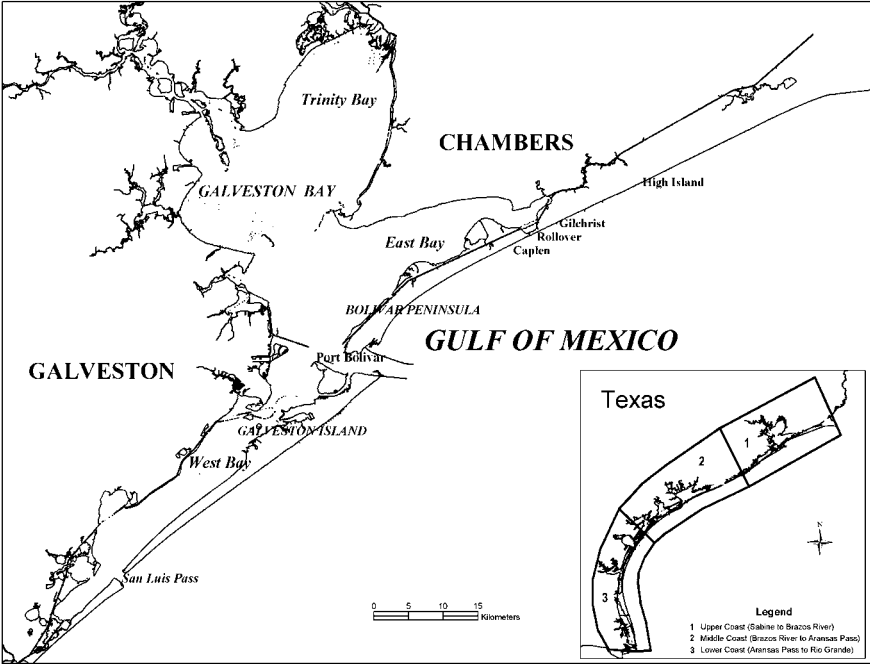 Trinity Bay
CHAMBERS
High Island
GALVESTON BAY
Gilchrist
East Bay
Rollover
Caplen
BOLIVAR PENINSULA
GULF OF MEXICO
Port Bolivar
GALVESTON
GALVESTON ISLAND
West Bay
San Luis Pass
0 5 10 15
Kilometers
Texas
1
2
3
N
Legend
1 Upper Coast (Sabine to Brazos River)
2 Middle Coast (Brazos River to Aransas Pass)
3 Lower Coast (Aransas Pass to Rio Grande)